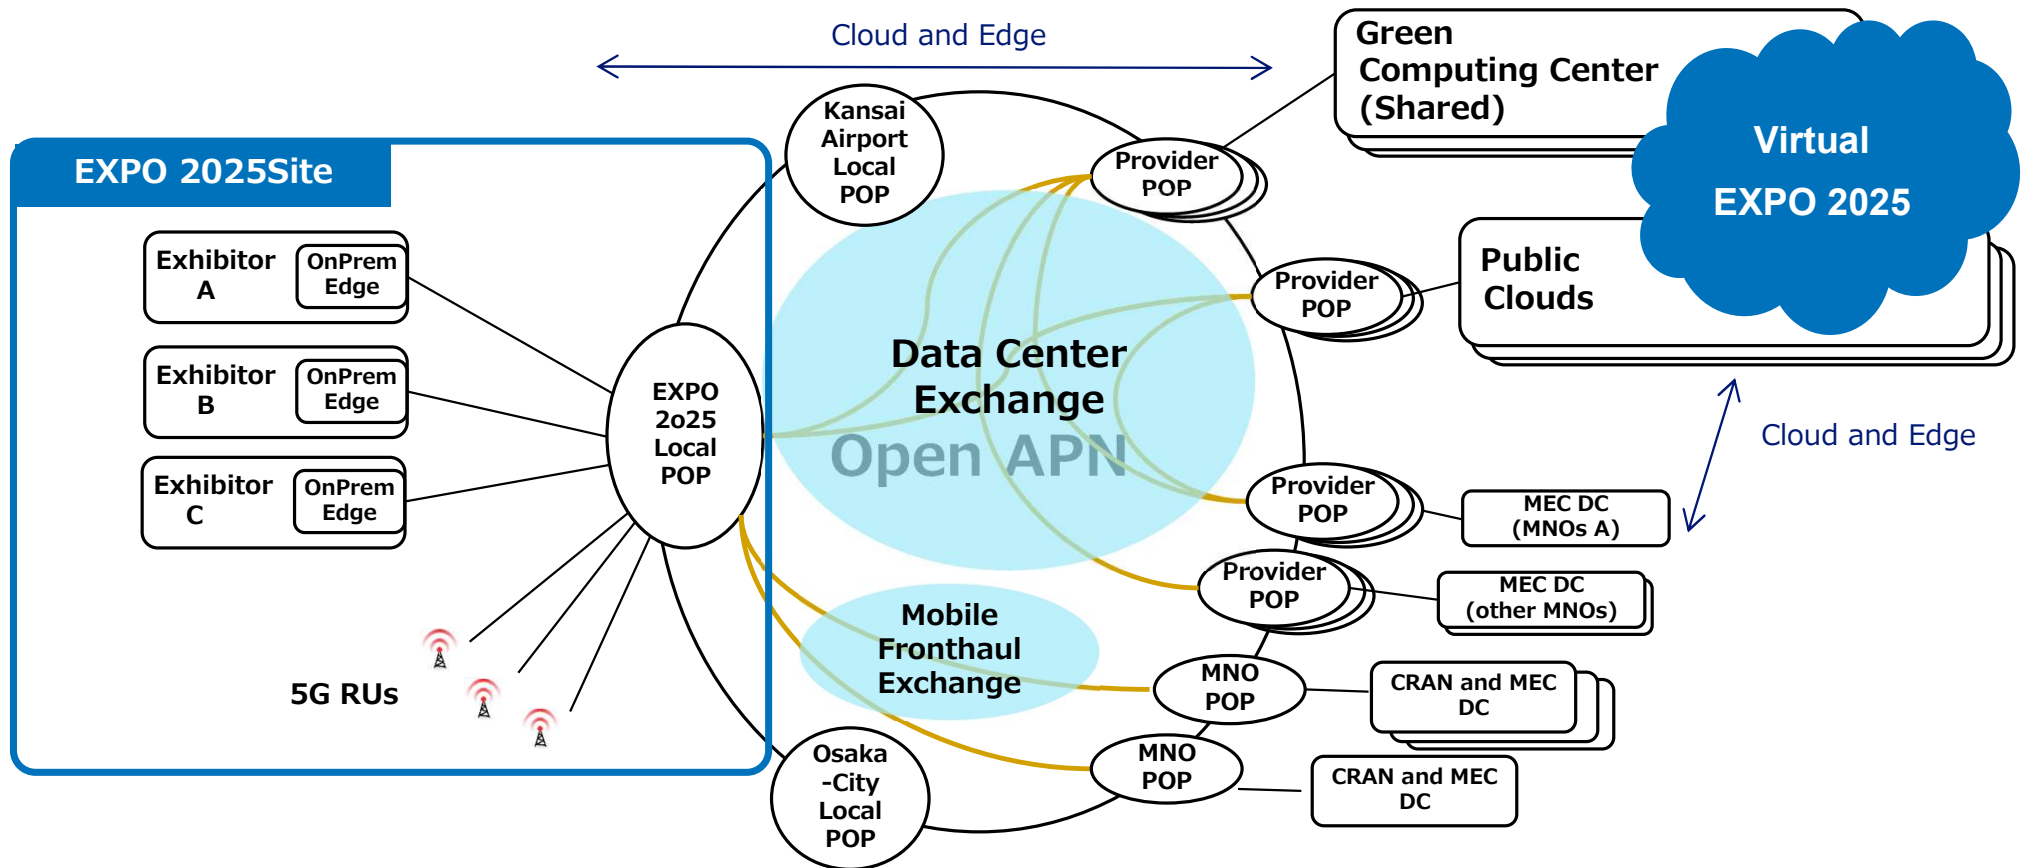 Cloud and Edge
Green
Computing Center
(Shared)
Virtual
EXPO 2025
Kansai
Airport
Local
POP
Provider
POP
EXPO 2025Site
Exhibitor
A
OnPrem
Edge
Provider
POP
Public
Clouds
Exhibitor
B
OnPrem
Edge
Data Center
Exchange
Open APN
EXPO
2o25
Local
POP
Cloud and Edge
Exhibitor
C
OnPrem
Edge
Provider
POP
MEC DC
(MNOs A)
Provider
POP
MEC DC
(other MNOs)
Mobile
Fronthaul
Exchange
5G RUs
MNO
POP
CRAN and MEC
DC
Osaka
-City
Local
POP
MNO
POP
CRAN and MEC
DC